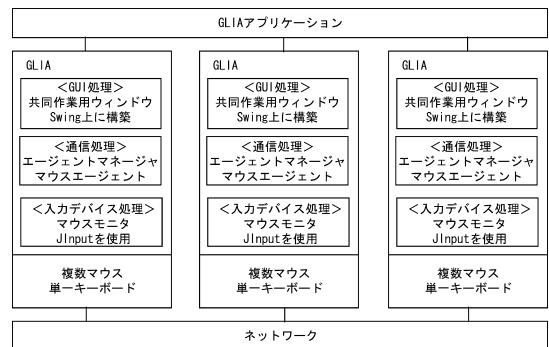 GLIAアプリケーション
GLIA
＜GUI処理＞
共同作業用ウィンドウ
Swing上に構築
＜通信処理＞
エージェントマネージャ
マウスエージェント
＜入力デバイス処理＞
マウスモニタ
JInputを使用
複数マウス
単一キーボード
GLIA
＜GUI処理＞
共同作業用ウィンドウ
Swing上に構築
＜通信処理＞
エージェントマネージャ
マウスエージェント
＜入力デバイス処理＞
マウスモニタ
JInputを使用
複数マウス
単一キーボード
GLIA
＜GUI処理＞
共同作業用ウィンドウ
Swing上に構築
＜通信処理＞
エージェントマネージャ
マウスエージェント
＜入力デバイス処理＞
マウスモニタ
JInputを使用
複数マウス
単一キーボード
ネットワーク